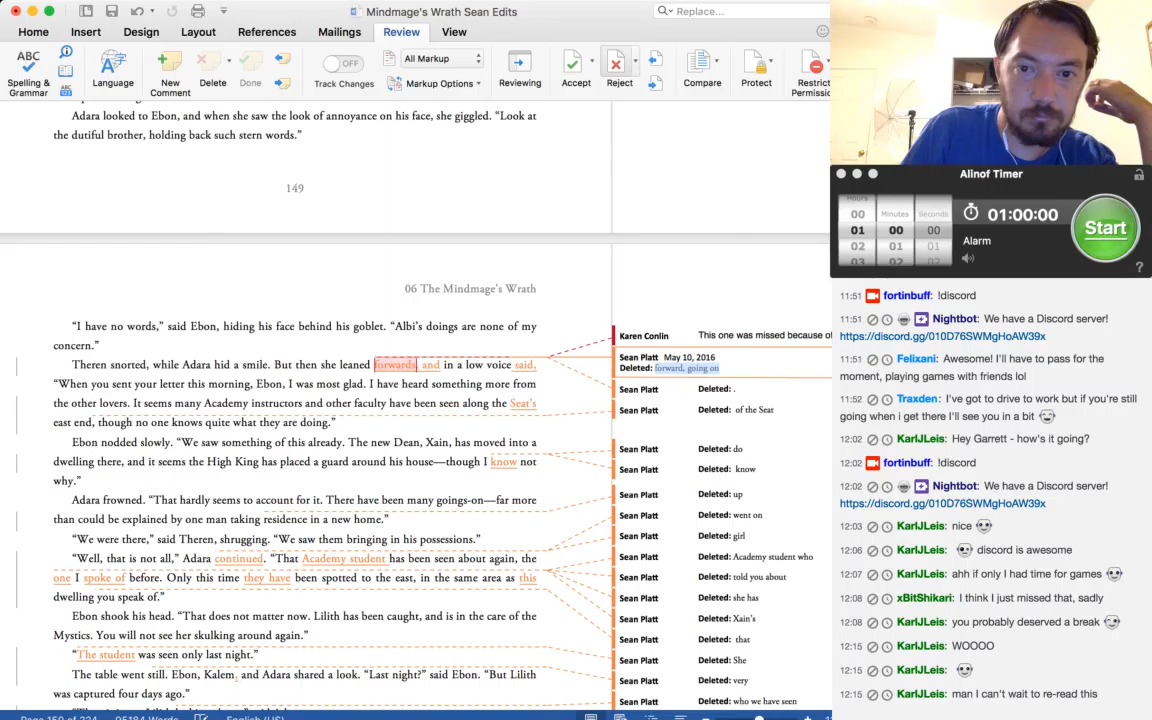 Mindmage's Wrath Sean Edits
Replace...
Home Insert Design Layout References Mailings Review View
ABC
Spelling &
Grammar
ABC
Language
New
Comment
Delete
Done
OFF
Track Changes
All Markup
Markup Options
Reviewing
Accept
Reject
Compare
Protect
Restrict
Permissio
Adara looked to Ebon, and when she saw the look of annoyance on his face, she giggled. “Look at
the dutiful brother, holding back such stern words.”
149
06 The Mindmage's Wrath
“I have no words,” said Ebon, hiding his face behind his goblet. “Albi's doings are none of my
concern.”
Theren snorted, while Adara hid a smile. But then she leaned forwards, and in a low voice said,
“When you sent your letter this morning, Ebon, I was most glad. I have heard something more from
the other lovers. It seems many Academy instructors and other faculty have been seen along the Seat's
east end, though no one knows quite what they are doing.”
Ebon nodded slowly. “We saw something of this already. The new Dean, Xain, has moved into a
dwelling there, and it seems the High King has placed a guard around his house—though I know not
why.”
Adara frowned. “That hardly seems to account for it. There have been many goings-on—far more
than could be explained by one man taking residence in a new home.”
“We were there,” said Theren, shrugging. “We saw them bringing in his possessions.”
“Well, that is not all,” Adara continued. “That Academy student has been seen about again, the
one I spoke of before. Only this time they have been spotted to the east, in the same area as this
dwelling you speak of.”
Ebon shook his head. “That does not matter now. Lilith has been caught, and is in the care of the
Mystics. You will not see her skulking around again.”
“The student was seen only last night.”
The table went still. Ebon, Kalem, and Adara shared a look. “Last night?” said Ebon. “But Lilith
was captured four days ago.”
Karen Conlin This one was missed because of
Sean Platt May 10, 2016
Deleted: forward, going on
Sean Platt Deleted: .
Sean Platt Deleted: of the Seat
Sean Platt Deleted: do
Sean Platt Deleted: know
Sean Platt Deleted: up
Sean Platt Deleted: went on
Sean Platt Deleted: girl
Sean Platt Deleted: Academy student who
Sean Platt Deleted: told you about
Sean Platt Deleted: she has
Sean Platt Deleted: Xain's
Sean Platt Deleted: that
Sean Platt Deleted: She
Sean Platt Deleted: very
Sean Platt Deleted: who we have seen
Page 150 of 224 95184 Words English (US)
Alinof Timer
Hours Minutes Seconds
00
01 00 00
02 01 01
03 02 02
01:00:00
Alarm
Start
?
11:51 fortinbuff: !discord
11:51 Nightbot: We have a Discord server!
https://discord.gg/010D76SWMgHoAW39x
11:51 Felixani: Awesome! I'll have to pass for the
moment, playing games with friends lol
11:52 Traxden: I've got to drive to work but if you're still
going when i get there I'll see you in a bit
12:02 KarlJLeis: Hey Garrett - how's it going?
12:02 fortinbuff: !discord
12:02 Nightbot: We have a Discord server!
https://discord.gg/010D76SWMgHoAW39x
12:03 KarlJLeis: nice
12:06 KarlJLeis: discord is awesome
12:07 KarlJLeis: ahh if only I had time for games
12:08 xBitShikari: I think I just missed that, sadly
12:08 KarlJLeis: you probably deserved a break
12:15 KarlJLeis: WOOOO
12:15 KarlJLeis:
12:15 KarlJLeis: man I can't wait to re-read this